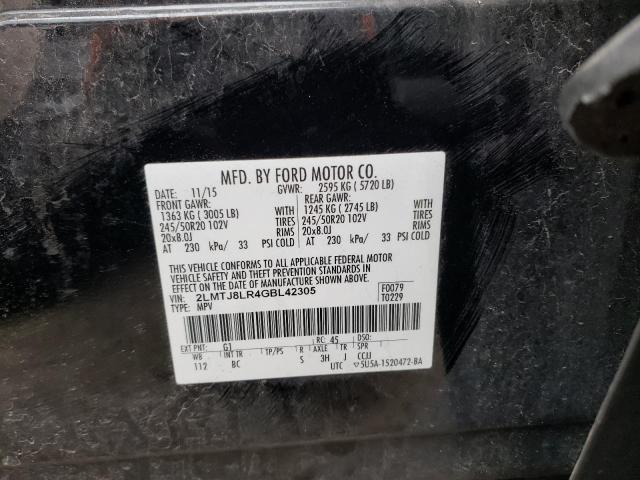 MFD. BY FORD MOTOR CO.
DATE: 11/15 GVWR: 2595 KG ( 5720 LB)
FRONT GAWR: REAR GAWR:
1363 KG ( 3005 LB) WITH 1245 KG ( 2745 LB) WITH
245/50R20 102V TIRES 245/50R20 102V TIRES
20x8.0J RIMS 20x8.0J RIMS
AT 230 kPa/ 33 PSI COLD AT 230 kPa/ 33 PSI COLD
THIS VEHICLE CONFORMS TO ALL APPLICABLE FEDERAL MOTOR
VEHICLE SAFETY AND THEFT PREVENTION STANDARDS IN
EFFECT ON THE DATE OF MANUFACTURE SHOWN ABOVE.
VIN: 2LMTJ8LR4GBL42305 F0079
TYPE: MPV T0229
EXT PNT: G1 RC: 45 DSO:
WB INT TR TP/PS R AXLE TR SPR
112 BC S 3H J CCJJ
UTC ▽5U5A-1520472-BA